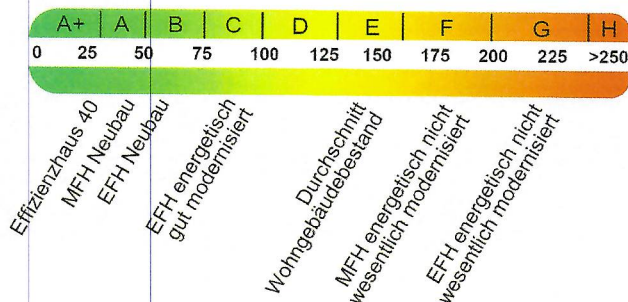 A+ A B C D E F G H
0 25 50 75 100 125 150 175 200 225 >250
Effizienzhaus 40
MFH Neubau
EFH Neubau
EFH energetisch
gut modernisiert
Durchschnitt
Wohngebäudebestand
MFH energetisch nicht
wesentlich modernisiert
EFH energetisch nicht
wesentlich modernisiert